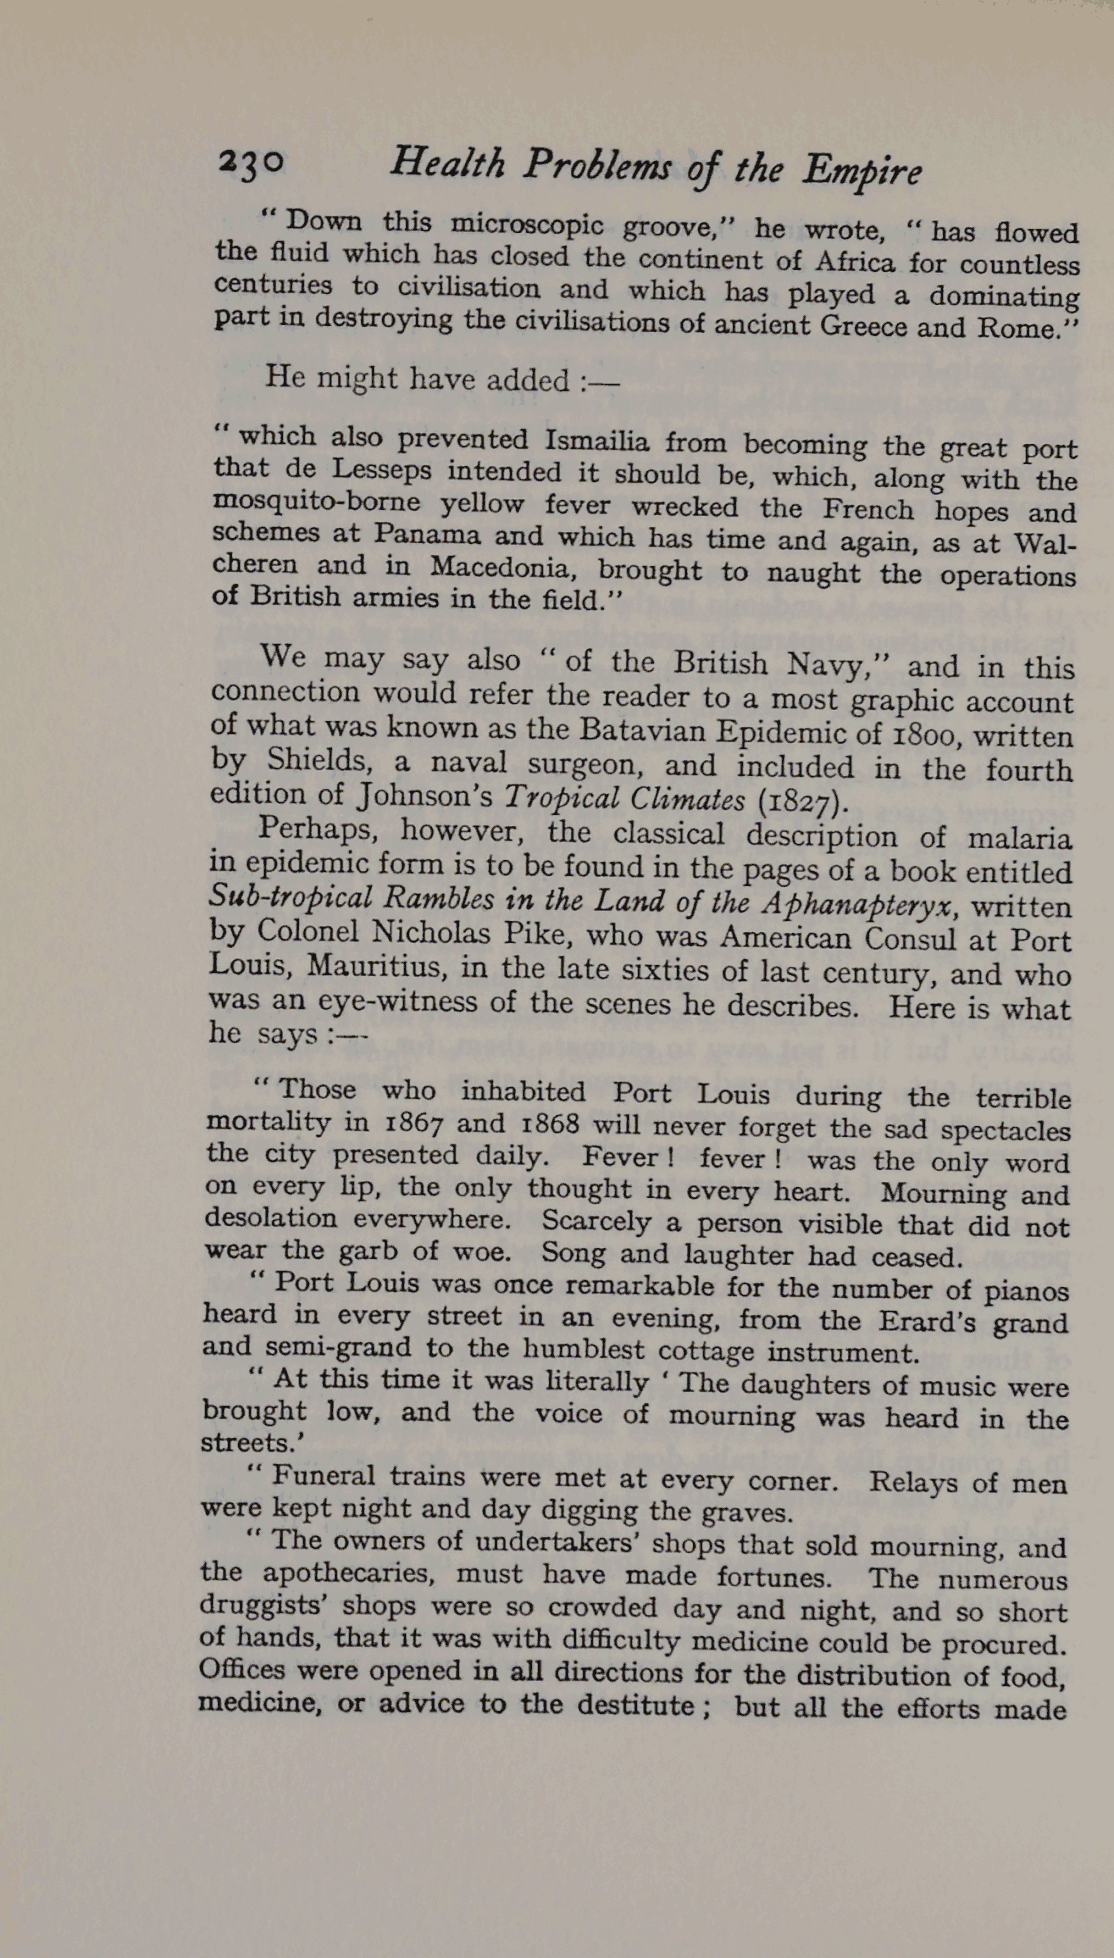 230 Health Problems of the Empire
“ Down this microscopic groove,” he wrote, “ has flowed
the fluid which has closed the continent of Africa for countless
centuries to civilisation and which has played a dominating
part in destroying the civilisations of ancient Greece and Rome.”
He might have added :—
“ which also prevented Ismailia from becoming the great port
that de Lesseps intended it should be, which, along with the
mosquito-borne yellow fever wrecked the French hopes and
schemes at Panama and which has time and again, as at Wal-
cheren and in Macedonia, brought to naught the operations
of British armies in the field.”
We may say also “ of the British Navy,” and in this
connection would refer the reader to a most graphic account
of what was known as the Batavian Epidemic of 1800, written
by Shields, a naval surgeon, and included in the fourth
edition of Johnson’s Tropical Climates (1827).
Perhaps, however, the classical description of malaria
in epidemic form is to be found in the pages of a book entitled
Sub-tropical Rambles in the Land of the Aphanapteryx, written
by Colonel Nicholas Pike, who was American Consul at Port
Louis, Mauritius, in the late sixties of last century, and who
was an eye-witness of the scenes he describes. Here is what
he says :—
“ Those who inhabited Port Louis during the terrible
mortality in 1867 and 1868 will never forget the sad spectacles
the city presented daily. Fever ! fever ! was the only word
on every lip, the only thought in every heart. Mourning and
desolation everywhere. Scarcely a person visible that did not
wear the garb of woe. Song and laughter had ceased.
“ Port Louis was once remarkable for the number of pianos
heard in every street in an evening, from the Erard’s grand
and semi-grand to the humblest cottage instrument.
“ At this time it was literally ‘ The daughters of music were
brought low, and the voice of mourning was heard in the
streets.’
“ Funeral trains were met at every corner. Relays of men
were kept night and day digging the graves.
“ The owners of undertakers’ shops that sold mourning, and
the apothecaries, must have made fortunes. The numerous
druggists’ shops were so crowded day and night, and so short
of hands, that it was with difficulty medicine could be procured.
Offices were opened in all directions for the distribution of food,
medicine, or advice to the destitute ; but all the efforts made